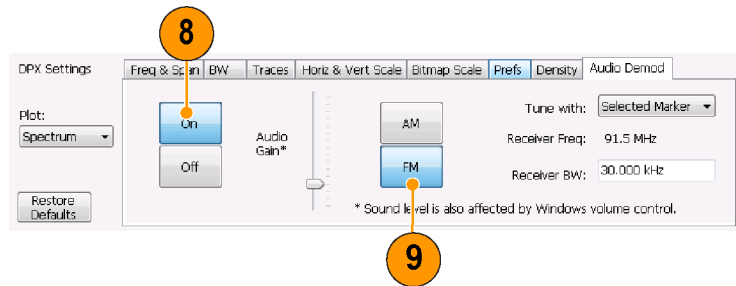 8
DPX Settings
Freq & Span BW Traces Horiz & Vert Scale Bitmap Scale Prefs Density Audio Demod
Plot:
Spectrum
Restore
Defaults
On
Off
Audio
Gain*
AM
FM
Tune with: Selected Marker
Receiver Freq: 91.5 MHz
Receiver BW: 30.000 kHz
* Sound level is also affected by Windows volume control.
9